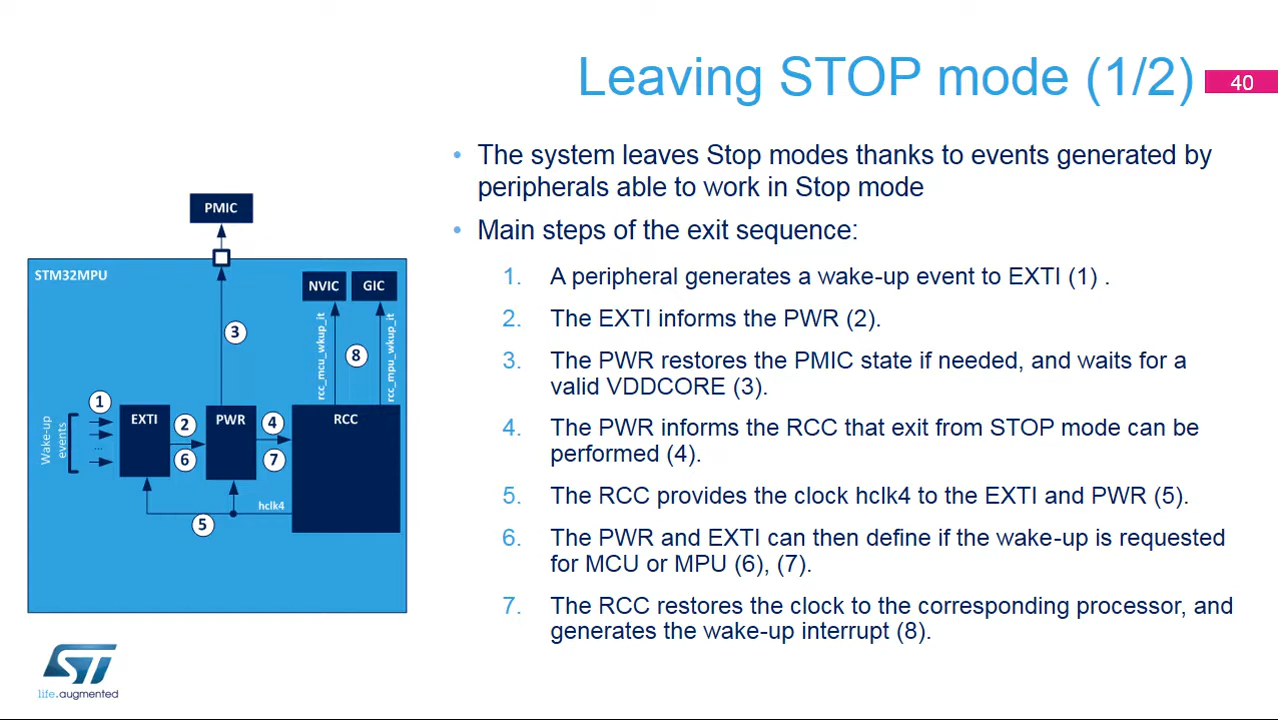 Leaving STOP mode (1/2)
40
• The system leaves Stop modes thanks to events generated by
peripherals able to work in Stop mode
• Main steps of the exit sequence:
1. A peripheral generates a wake-up event to EXTI (1) .
2. The EXTI informs the PWR (2).
3. The PWR restores the PMIC state if needed, and waits for a
valid VDDCORE (3).
4. The PWR informs the RCC that exit from STOP mode can be
performed (4).
5. The RCC provides the clock hclk4 to the EXTI and PWR (5).
6. The PWR and EXTI can then define if the wake-up is requested
for MCU or MPU (6), (7).
7. The RCC restores the clock to the corresponding processor, and
generates the wake-up interrupt (8).
PMIC
STM32MPU
NVIC
GIC
3
rcc_mcu_wkup_it
8
rcc_mpu_wkup_it
1
Wake-up
events
...
EXTI
2
6
PWR
4
7
RCC
hclk4
5
ST
life.augmented